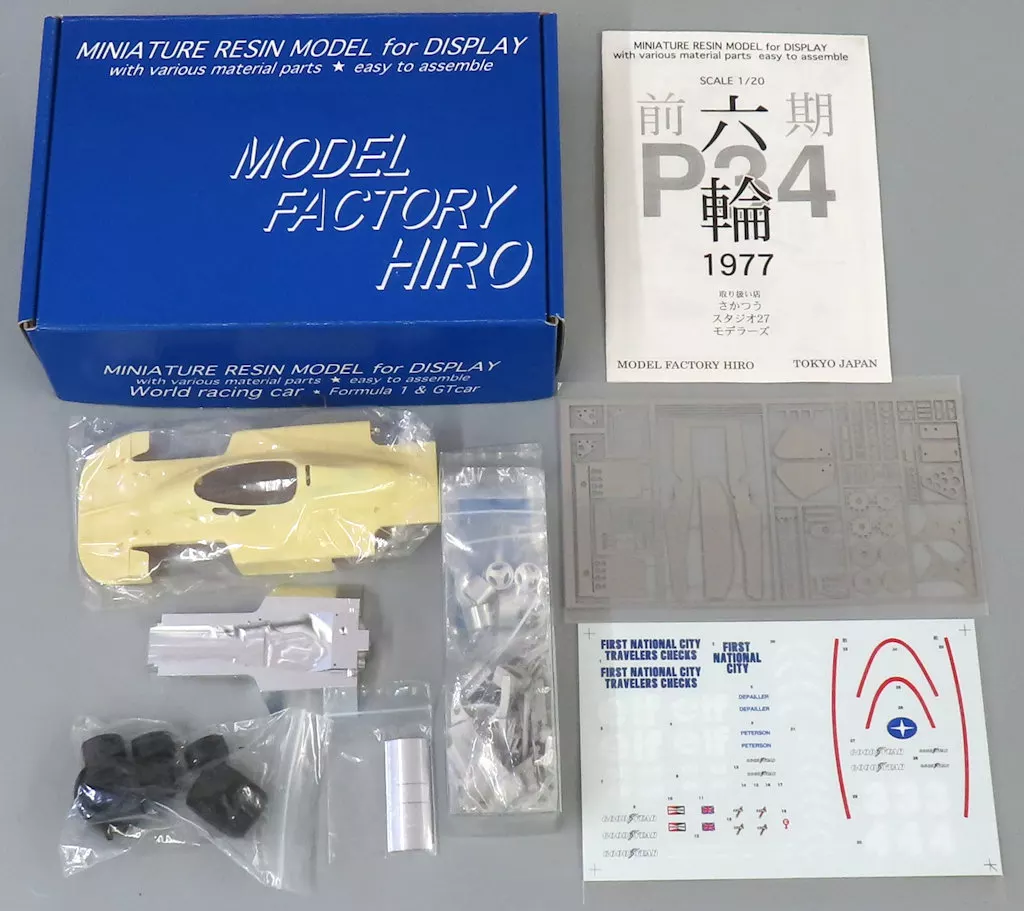 MINIATURE RESIN MODEL for DISPLAY
with various material parts ★ easy to assemble
MODEL
FACTORY
HIRO
MINIATURE RESIN MODEL for DISPLAY
with various material parts ★ easy to assemble
World racing car ★ Formula 1 & GTcar
MINIATURE RESIN MODEL for DISPLAY
with various material parts easy to assemble
SCALE 1/20
前 六 期
P34
輪
1977
取り扱い店
さかつう
スタジオ27
モデラーズ
MODEL FACTORY HIRO TOKYO JAPAN
FIRST NATIONAL CITY
TRAVELERS CHECKS
FIRST NATIONAL CITY
TRAVELERS CHECKS
FIRST
NATIONAL
CITY
DEPAILLER
DEPAILLER
PETERSON
PETERSON
GOODYEAR
GOODYEAR
GOODYEAR
GOODYEAR
GOODYEAR
GOODYEAR
GOODYEAR
GOODYEAR
GOODYEAR